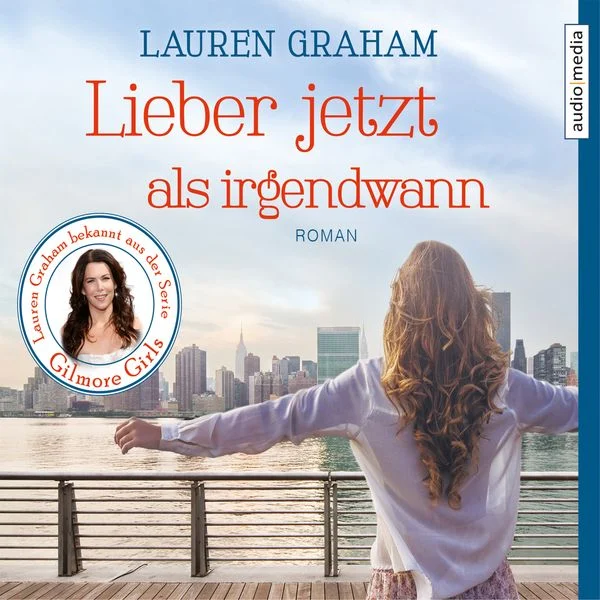 LAUREN GRAHAM
Lieber jetzt
als irgendwann
ROMAN
Lauren Graham bekannt aus der Serie
Gilmore Girls
audio|media